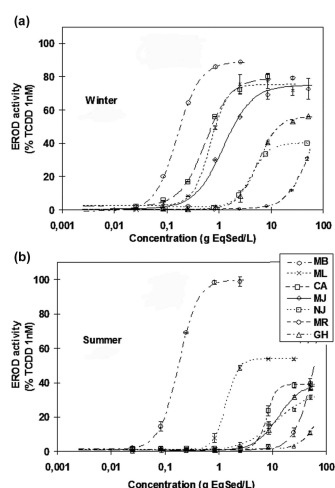 (a)
EROD activity
(% TCDD 1nM)
100
80
60
40
20
0
Winter
0,001
0,01
0,1
1
10
100
Concentration (g EqSed/L)
(b)
EROD activity
(% TCDD 1nM)
100
80
60
40
20
0
Summer
MB
ML
CA
MJ
NJ
MR
GH
0,001
0,01
0,1
1
10
100
Concentration (g EqSed/L)